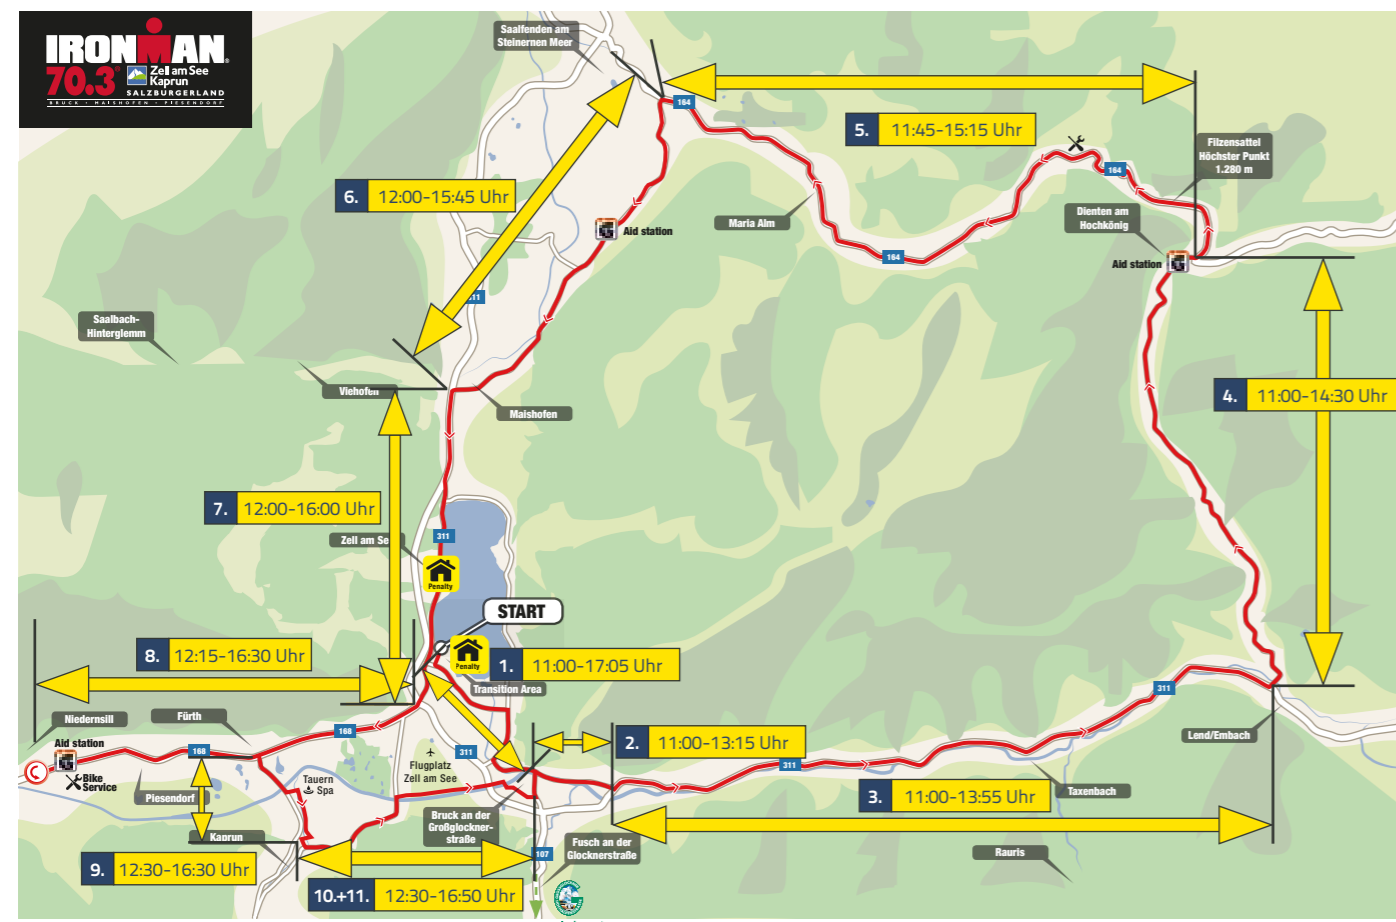 IRONMAN
70.3
Zell am See
Kaprun
SALZBURGERLAND
BRUCK • MAISHOFEN • PIESENDORF
Saalfenden am
Steinernen Meer
164
5. 11:45-15:15 Uhr
Filzensattel
Höchster Punkt
1.280 m
164
6. 12:00-15:45 Uhr
Dienten am
Hochkönig
Maria Alm
Aid station
164
Aid station
311
Saalbach-
Hinterglemm
Viehofen
4. 11:00-14:30 Uhr
Maishofen
7. 12:00-16:00 Uhr
311
Zell am See
Penalty
START
8. 12:15-16:30 Uhr
Penalty
1. 11:00-17:05 Uhr
Transition Area
311
Niedernsill
Fürth
168
Lend/Embach
Aid station
168
311
2. 11:00-13:15 Uhr
311
Flugplatz
Zell am See
Bike
Service
Tauern
Spa
Piesendorf
3. 11:00-13:55 Uhr
Taxenbach
Bruck an der
Großglockner-
straße
Kaprun
Fusch an der
Glocknerstraße
107
Rauris
9. 12:30-16:30 Uhr
10.+11. 12:30-16:50 Uhr